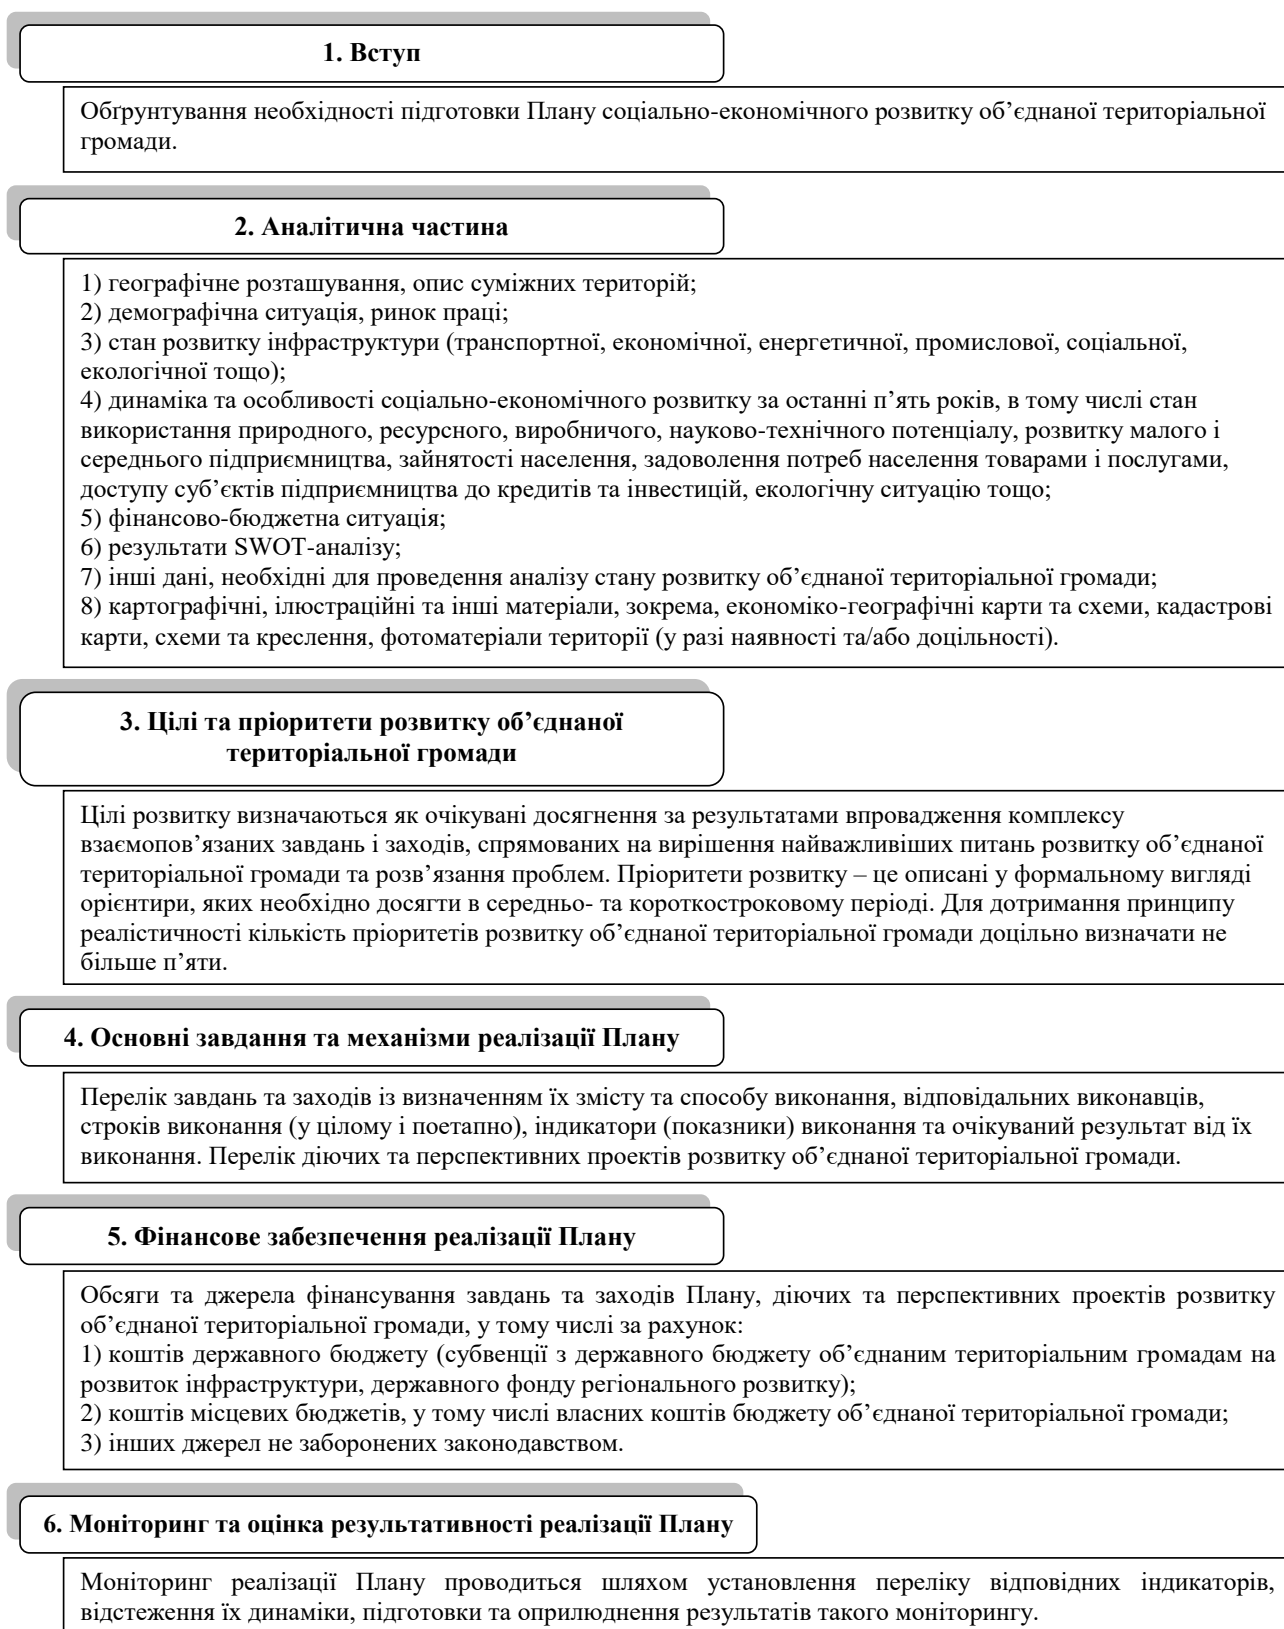 1. Вступ
Обґрунтування необхідності підготовки Плану соціально-економічного розвитку об’єднаної територіальної
громади.
2. Аналітична частина
1) географічне розташування, опис суміжних територій;
2) демографічна ситуація, ринок праці;
3) стан розвитку інфраструктури (транспортної, економічної, енергетичної, промислової, соціальної,
екологічної тощо);
4) динаміка та особливості соціально-економічного розвитку за останні п’ять років, в тому числі стан
використання природного, ресурсного, виробничого, науково-технічного потенціалу, розвитку малого і
середнього підприємництва, зайнятості населення, задоволення потреб населення товарами і послугами,
доступу суб’єктів підприємництва до кредитів та інвестицій, екологічну ситуацію тощо;
5) фінансово-бюджетна ситуація;
6) результати SWOT-аналізу;
7) інші дані, необхідні для проведення аналізу стану розвитку об’єднаної територіальної громади;
8) картографічні, ілюстраційні та інші матеріали, зокрема, економіко-географічні карти та схеми, кадастрові
карти, схеми та креслення, фотоматеріали території (у разі наявності та/або доцільності).
3. Цілі та пріоритети розвитку об’єднаної
територіальної громади
Цілі розвитку визначаються як очікувані досягнення за результатами впровадження комплексу
взаємопов’язаних завдань і заходів, спрямованих на вирішення найважливіших питань розвитку об’єднаної
територіальної громади та розв’язання проблем. Пріоритети розвитку – це описані у формальному вигляді
орієнтири, яких необхідно досягти в середньо- та короткостроковому періоді. Для дотримання принципу
реалістичності кількість пріоритетів розвитку об’єднаної територіальної громади доцільно визначати не
більше п’яти.
4. Основні завдання та механізми реалізації Плану
Перелік завдань та заходів із визначенням їх змісту та способу виконання, відповідальних виконавців,
строків виконання (у цілому і поетапно), індикатори (показники) виконання та очікуваний результат від їх
виконання. Перелік діючих та перспективних проектів розвитку об’єднаної територіальної громади.
5. Фінансове забезпечення реалізації Плану
Обсяги та джерела фінансування завдань та заходів Плану, діючих та перспективних проектів розвитку
об’єднаної територіальної громади, у тому числі за рахунок:
1) коштів державного бюджету (субвенції з державного бюджету об’єднаним територіальним громадам на
розвиток інфраструктури, державного фонду регіонального розвитку);
2) коштів місцевих бюджетів, у тому числі власних коштів бюджету об’єднаної територіальної громади;
3) інших джерел не заборонених законодавством.
6. Моніторинг та оцінка результативності реалізації Плану
Моніторинг реалізації Плану проводиться шляхом установлення переліку відповідних індикаторів,
відстеження їх динаміки, підготовки та оприлюднення результатів такого моніторингу.